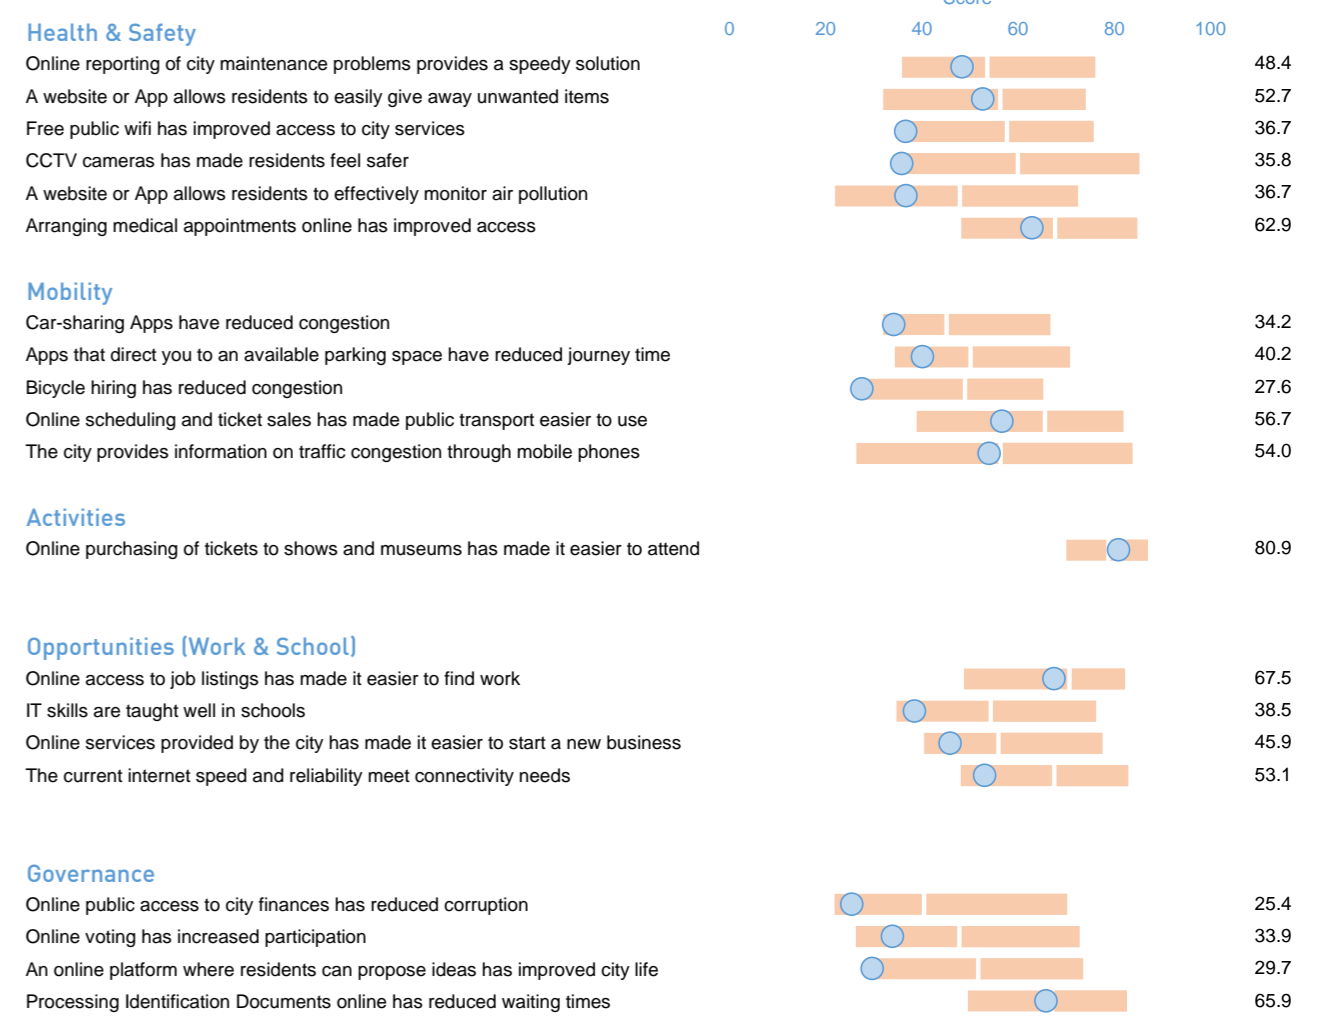 Score
Health & Safety 0 20 40 60 80 100
Online reporting of city maintenance problems provides a speedy solution 48.4
A website or App allows residents to easily give away unwanted items 52.7
Free public wifi has improved access to city services 36.7
CCTV cameras has made residents feel safer 35.8
A website or App allows residents to effectively monitor air pollution 36.7
Arranging medical appointments online has improved access 62.9
Mobility
Car-sharing Apps have reduced congestion 34.2
Apps that direct you to an available parking space have reduced journey time 40.2
Bicycle hiring has reduced congestion 27.6
Online scheduling and ticket sales has made public transport easier to use 56.7
The city provides information on traffic congestion through mobile phones 54.0
Activities
Online purchasing of tickets to shows and museums has made it easier to attend 80.9
Opportunities (Work & School)
Online access to job listings has made it easier to find work 67.5
IT skills are taught well in schools 38.5
Online services provided by the city has made it easier to start a new business 45.9
The current internet speed and reliability meet connectivity needs 53.1
Governance
Online public access to city finances has reduced corruption 25.4
Online voting has increased participation 33.9
An online platform where residents can propose ideas has improved city life 29.7
Processing Identification Documents online has reduced waiting times 65.9